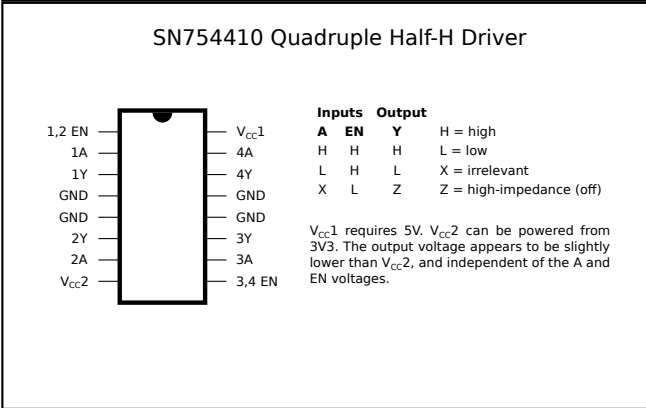 SN754410 Quadruple Half-H Driver
1,2 EN
1A
1Y
GND
GND
2Y
2A
VCC2
VCC1
4A
4Y
GND
GND
3Y
3A
3,4 EN
Inputs Output
A EN Y H = high
H H H L = low
L H L X = irrelevant
X L Z Z = high-impedance (off)
VCC1 requires 5V. VCC2 can be powered from
3V3. The output voltage appears to be slightly
lower than VCC2, and independent of the A and
EN voltages.